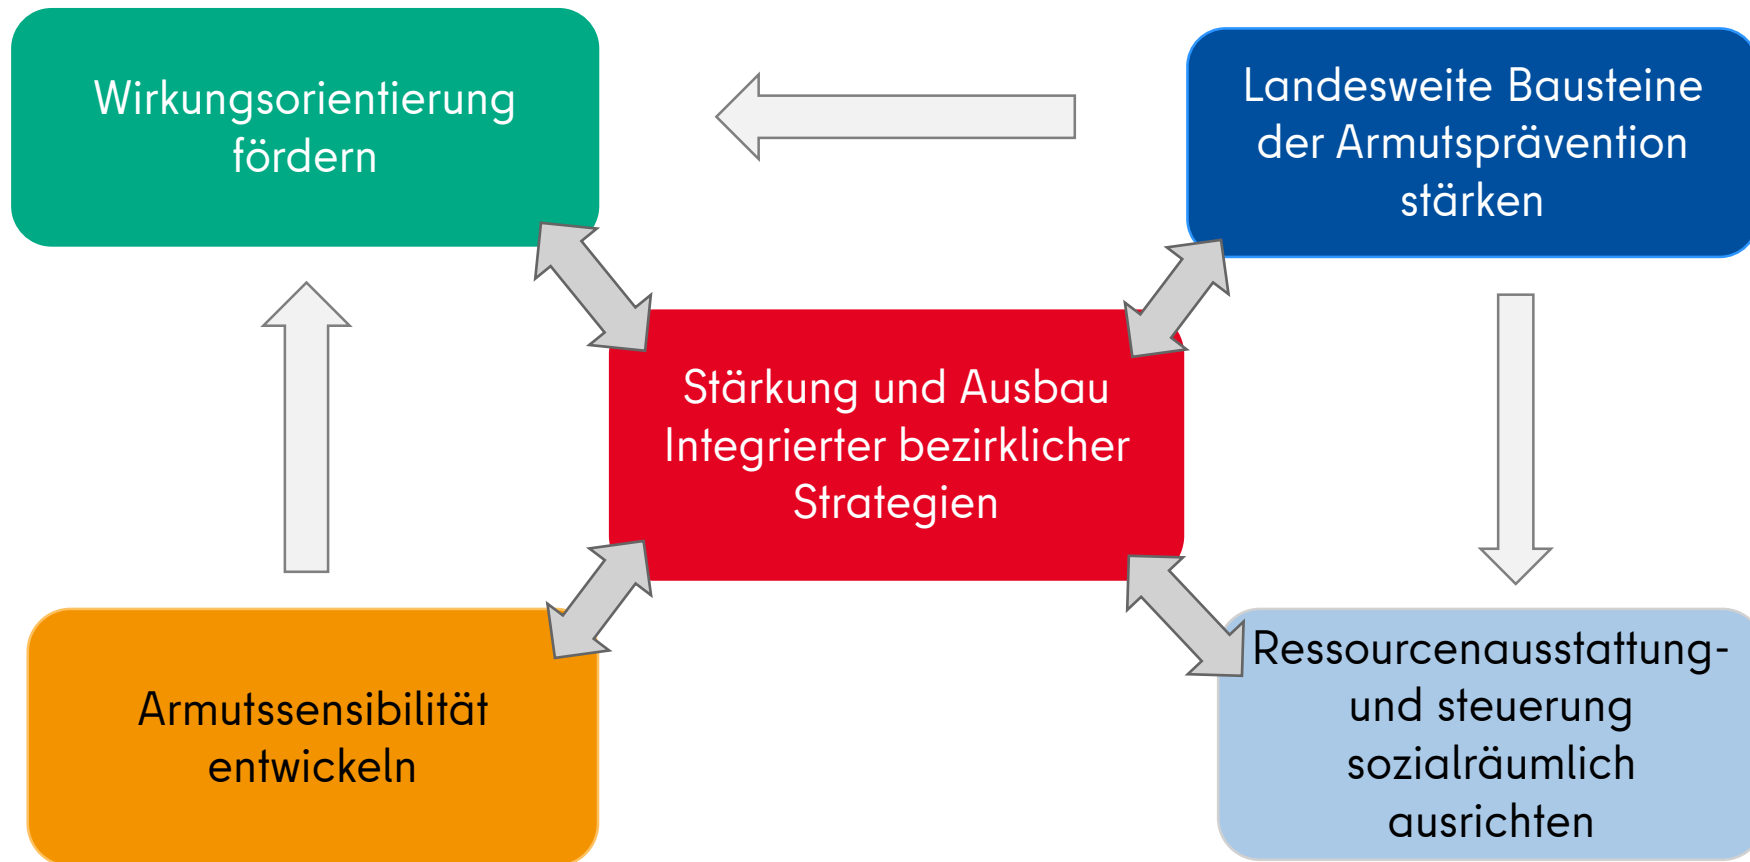 Wirkungsorientierung
fördern
Landesweite Bausteine
der Armutsprävention
stärken
Stärkung und Ausbau
Integrierter bezirklicher
Strategien
Armutssensibilität
entwickeln
Ressourcenausstattung-
und steuerung
sozialräumlich
ausrichten